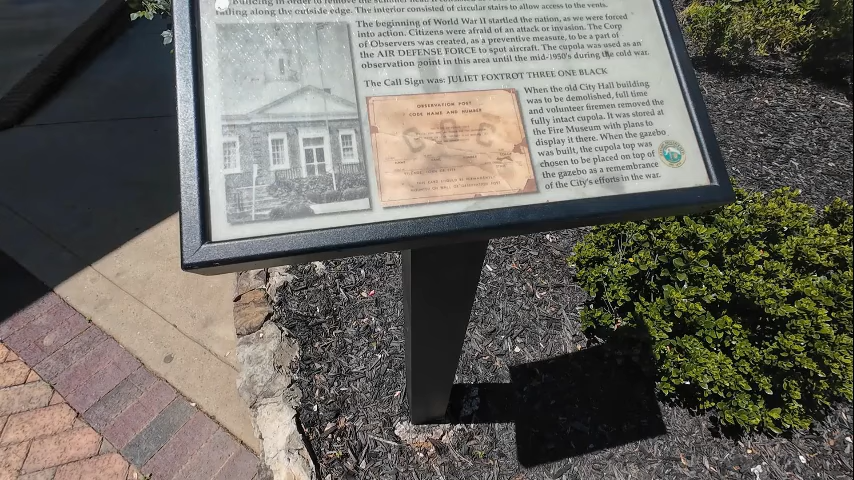 building in order to remove the summer heat
falling along the outside edge. The interior consisted of circular stairs to allow access to the vents.
The beginning of World War II startled the nation, as we were forced
into action. Citizens were afraid of an attack or invasion. The Corp
of Observers was created, as a preventive measure, to be a part of
the AIR DEFENSE FORCE to spot aircraft. The cupola was used as an
observation point in this area until the mid-1950's during the cold war.
The Call Sign was: JULIET FOXTROT THREE ONE BLACK
OBSERVATION POST
CODE NAME AND NUMBER
GOC
When the old City Hall building
was to be demolished, full time
and volunteer firemen removed the
fully intact cupola. It was stored at
the Fire Museum with plans to
display it there. When the gazebo
was built, the cupola top was
chosen to be placed on top of
the gazebo as a remembrance
of the City's efforts in the war.